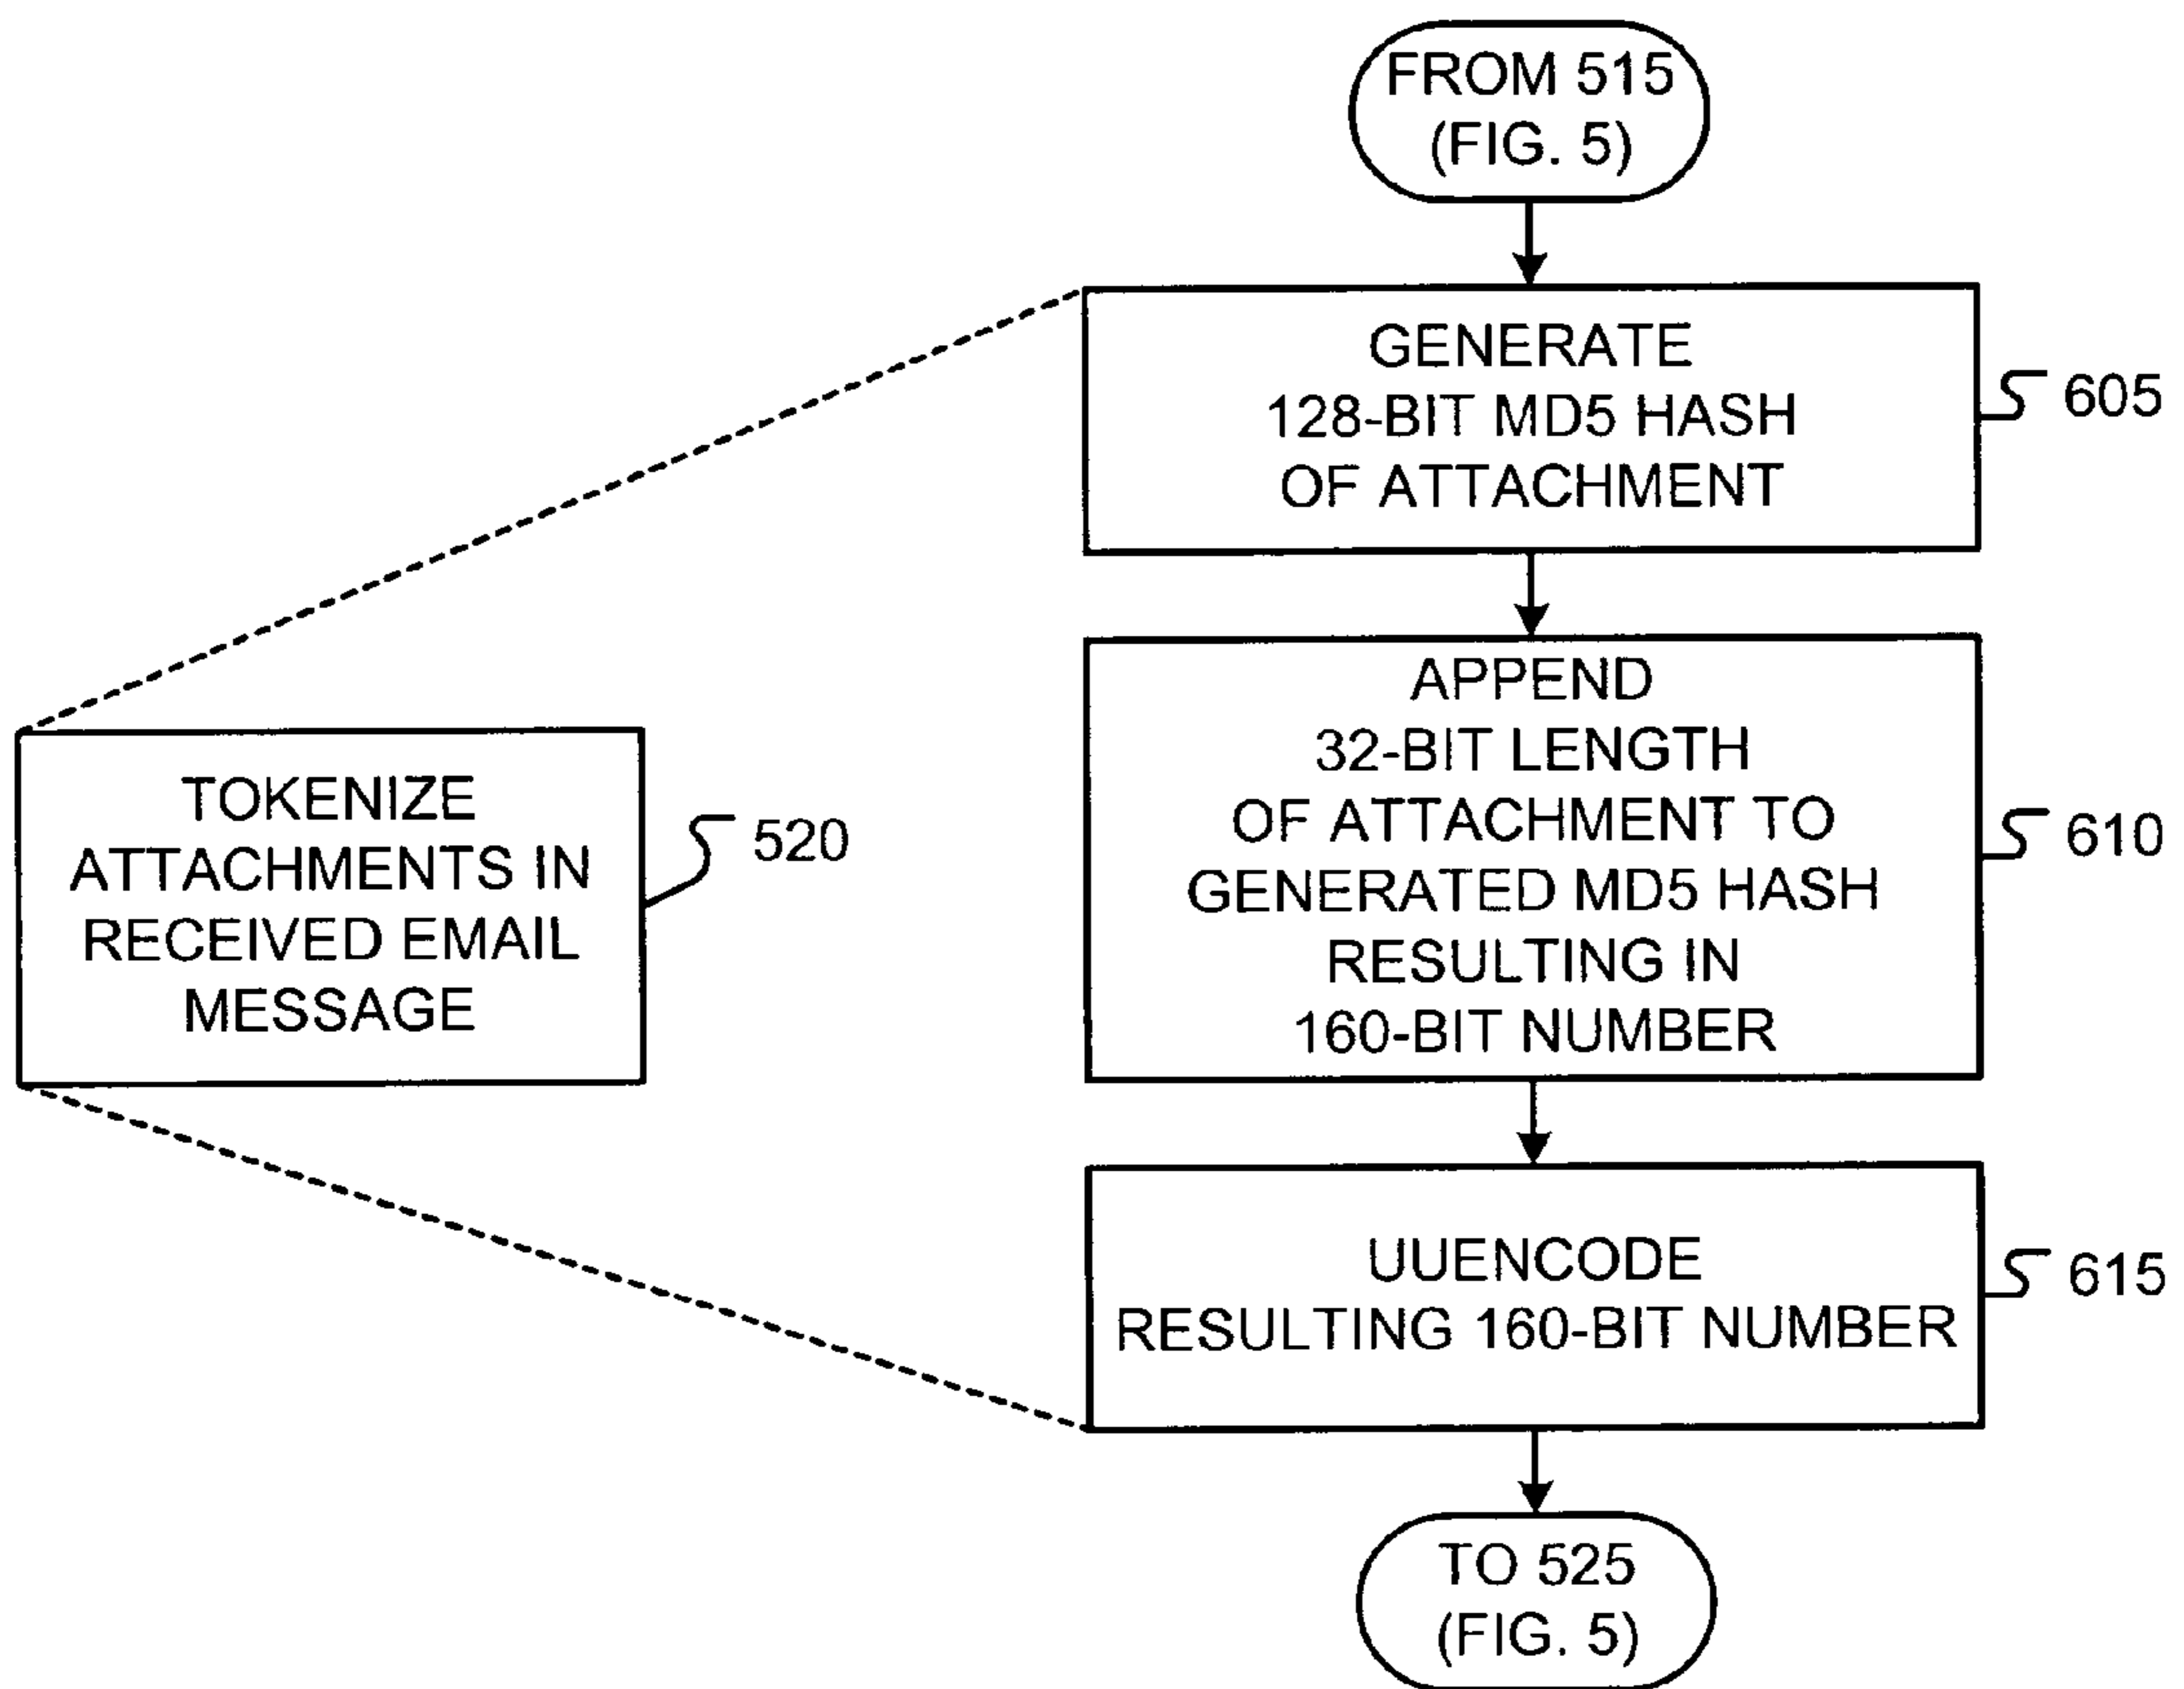 FROM 515
(FIG. 5)
GENERATE
128-BIT MD5 HASH
OF ATTACHMENT
605
APPEND
32-BIT LENGTH
OF ATTACHMENT TO
GENERATED MD5 HASH
RESULTING IN
160-BIT NUMBER
610
TOKENIZE
ATTACHMENTS IN
RECEIVED EMAIL
MESSAGE
520
UUENCODE
RESULTING 160-BIT NUMBER
615
TO 525
(FIG. 5)